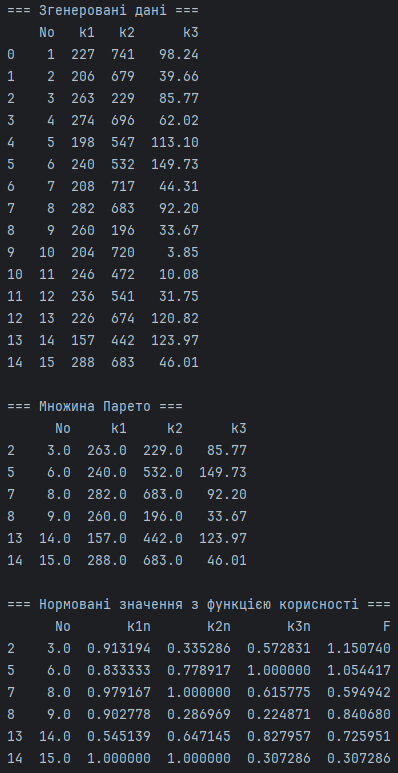 === Згенеровані дані ===
No k1 k2 k3
0 1 227 741 98.24
1 2 206 679 39.66
2 3 263 229 85.77
3 4 274 696 62.02
4 5 198 547 113.10
5 6 240 532 149.73
6 7 208 717 44.31
7 8 282 683 92.20
8 9 260 196 33.67
9 10 204 720 3.85
10 11 246 472 10.08
11 12 236 541 31.75
12 13 226 674 120.82
13 14 157 442 123.97
14 15 288 683 46.01
=== Множина Парето ===
No k1 k2 k3
2 3.0 263.0 229.0 85.77
5 6.0 240.0 532.0 149.73
7 8.0 282.0 683.0 92.20
8 9.0 260.0 196.0 33.67
13 14.0 157.0 442.0 123.97
14 15.0 288.0 683.0 46.01
=== Нормовані значення з функцією корисності ===
No k1n k2n k3n F
2 3.0 0.913194 0.335286 0.572831 1.150740
5 6.0 0.833333 0.778917 1.000000 1.054417
7 8.0 0.979167 1.000000 0.615775 0.594942
8 9.0 0.902778 0.286969 0.224871 0.840680
13 14.0 0.545139 0.647145 0.827957 0.725951
14 15.0 1.000000 1.000000 0.307286 0.307286